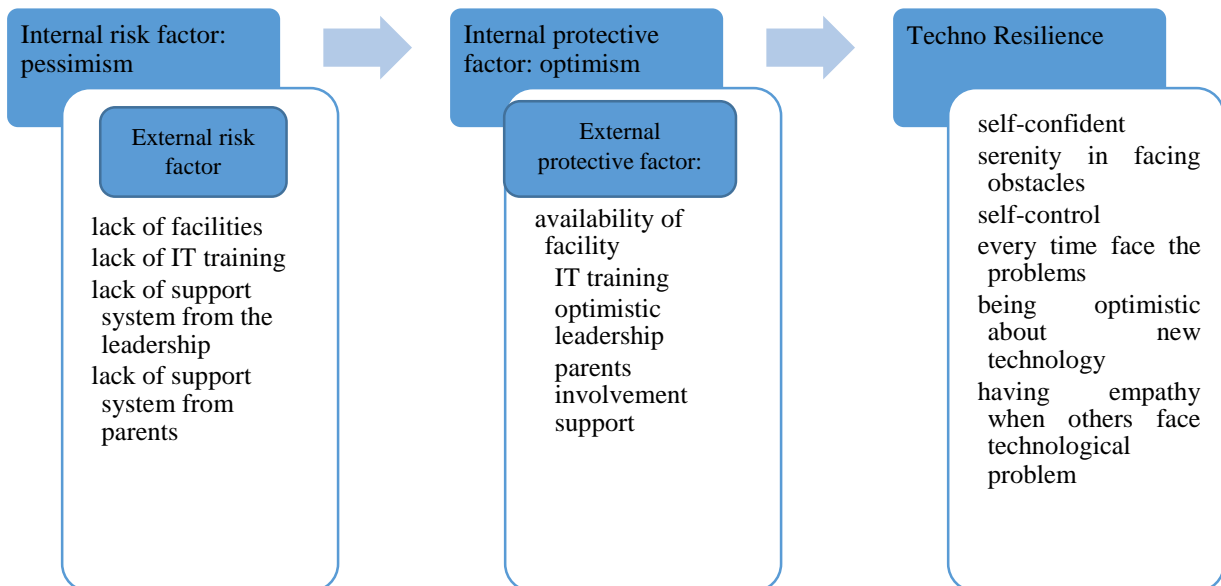 Internal risk factor:
pessimism
External risk
factor
lack of facilities
lack of IT training
lack of support
system from the
leadership
lack of support
system from
parents
Internal protective
factor: optimism
External
protective factor:
availability of
facility
IT training
optimistic
leadership
parents
involvement
support
Techno Resilience
self-confident
serenity in facing
obstacles
self-control
every time face the
problems
being optimistic
about new
technology
having empathy
when others face
technological
problem